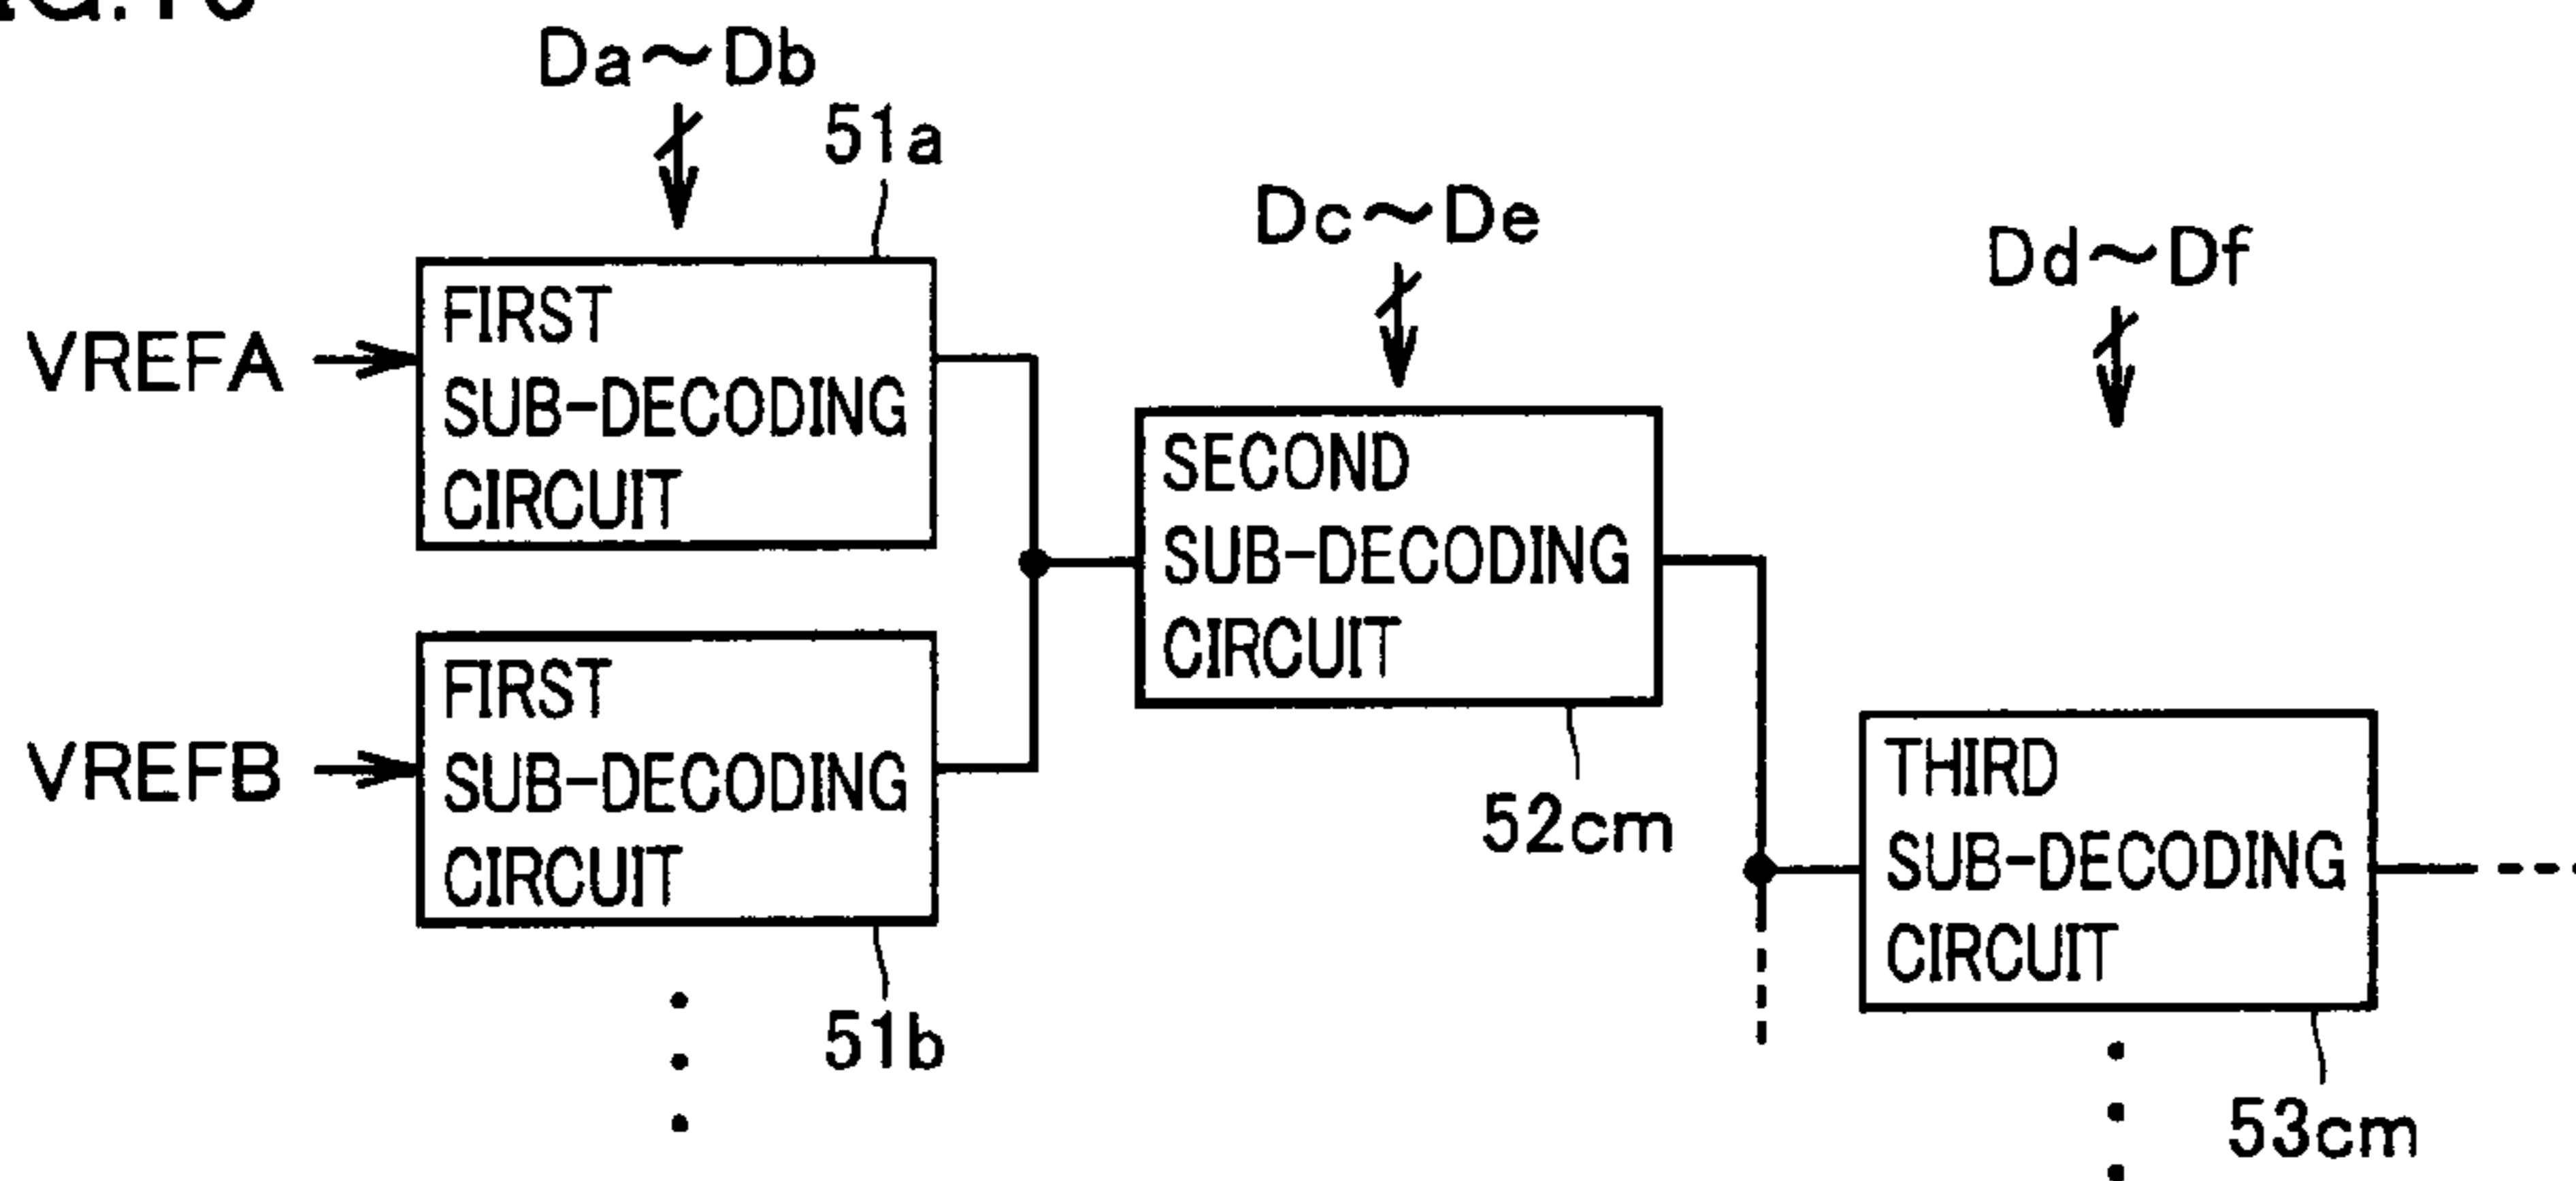 Da~Db
51a
Dc~De
Dd~Df
VREFA
FIRST
SUB-DECODING
CIRCUIT
SECOND
SUB-DECODING
CIRCUIT
VREFB
FIRST
SUB-DECODING
CIRCUIT
52cm
THIRD
SUB-DECODING
CIRCUIT
51b
53cm